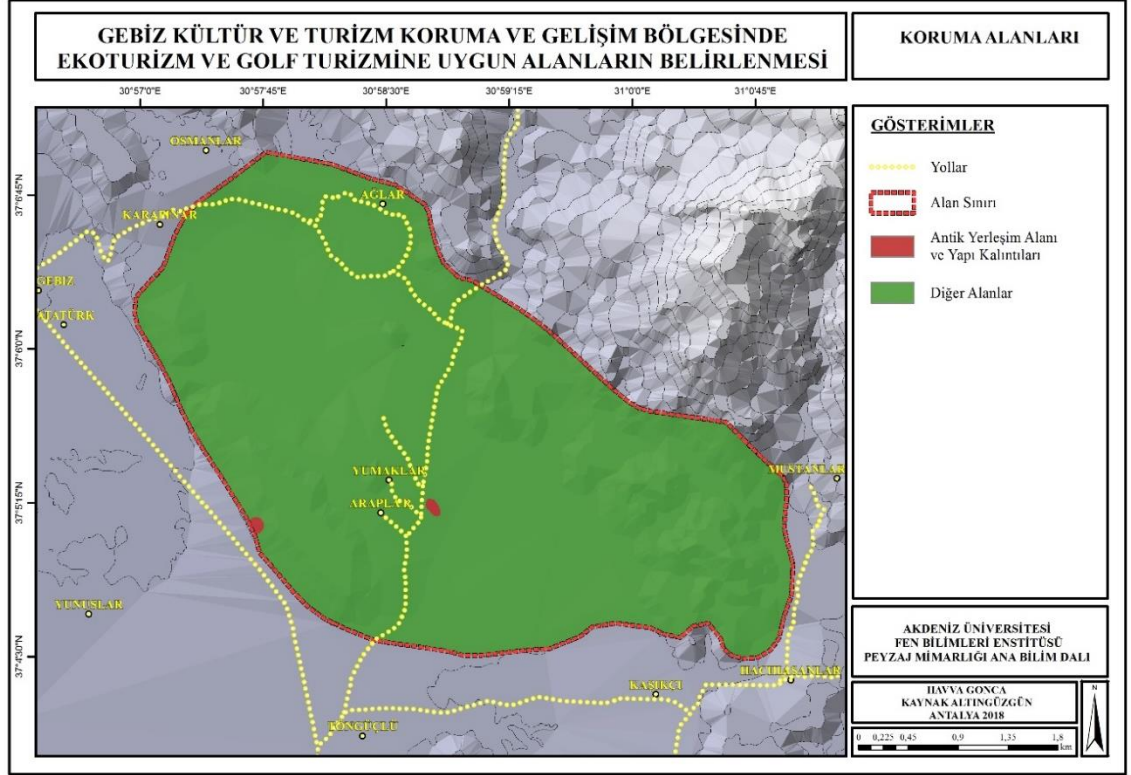 GEBİZ KÜLTÜR VE TURİZM KORUMA VE GELİŞİM BÖLGESİNDE
EKOTURİZM VE GOLF TURİZMİNE UYGUN ALANLARIN BELİRLENMESİ
KORUMA ALANLARI
30°57'0"E
30°57'45"E
30°58'30"E
30°59'15"E
31°0'0"E
31°0'45"E
37°6'45"N
37°6'0"N
37°5'15"N
37°4'30"N
OSMANLAR
AĞLAR
KARAPINAR
GEBİZ
ATATÜRK
YUMAKLAR
MUSTANLAR
ARAPLAR
YUNUSLAR
HACIHASANLAR
KAŞIKÇI
TONGUÇLU
GÖSTERİMLER
Yollar
Alan Sınırı
Antik Yerleşim Alanı
ve Yapı Kalıntıları
Diğer Alanlar
AKDENİZ ÜNİVERSİTESİ
FEN BİLİMLERİ ENSTİTÜSÜ
PEYZAJ MİMARLIĞI ANA BİLİM DALI
HAVVA GONCA
KAYNAK ALTINGÜZGÜN
ANTALYA 2018
N
0 0,225 0,45 0,9 1,35 1,8
km